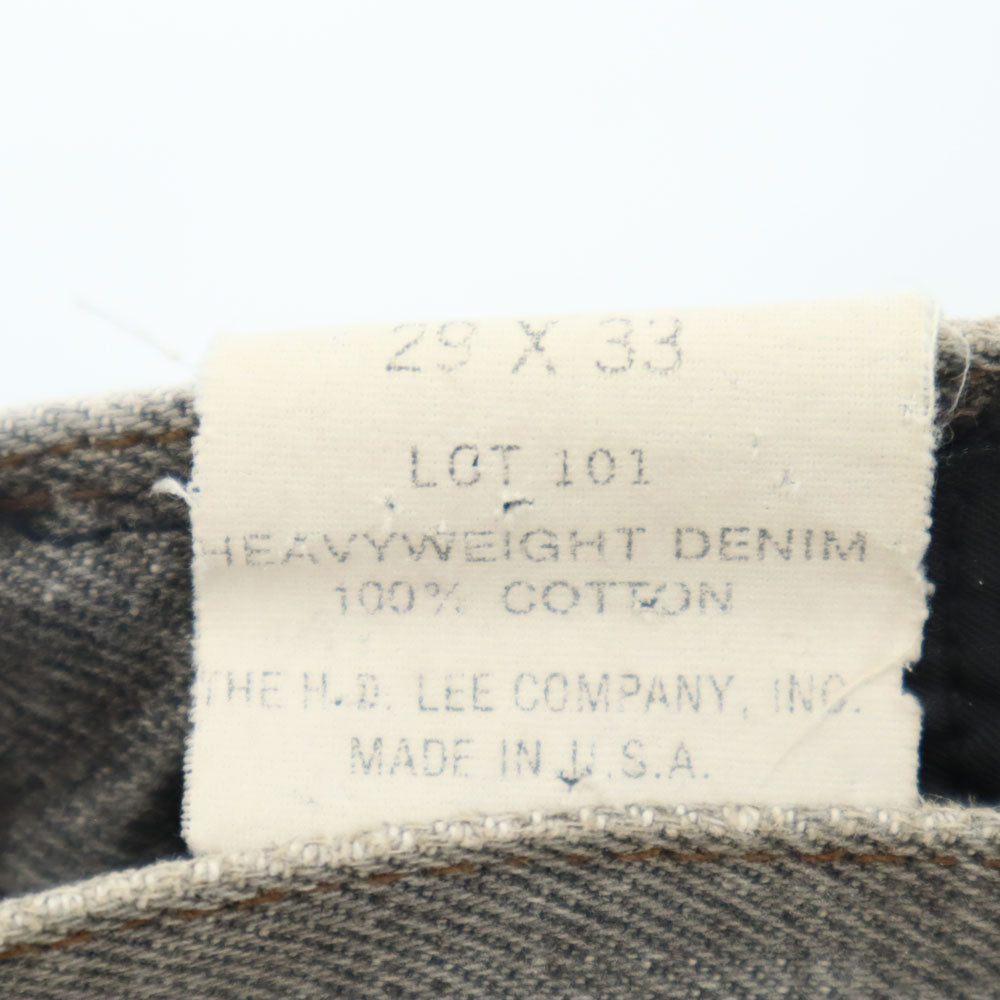 29 X 33
LOT 101
HEAVYWEIGHT DENIM
100% COTTON
THE H.D. LEE COMPANY, INC.
MADE IN U.S.A.